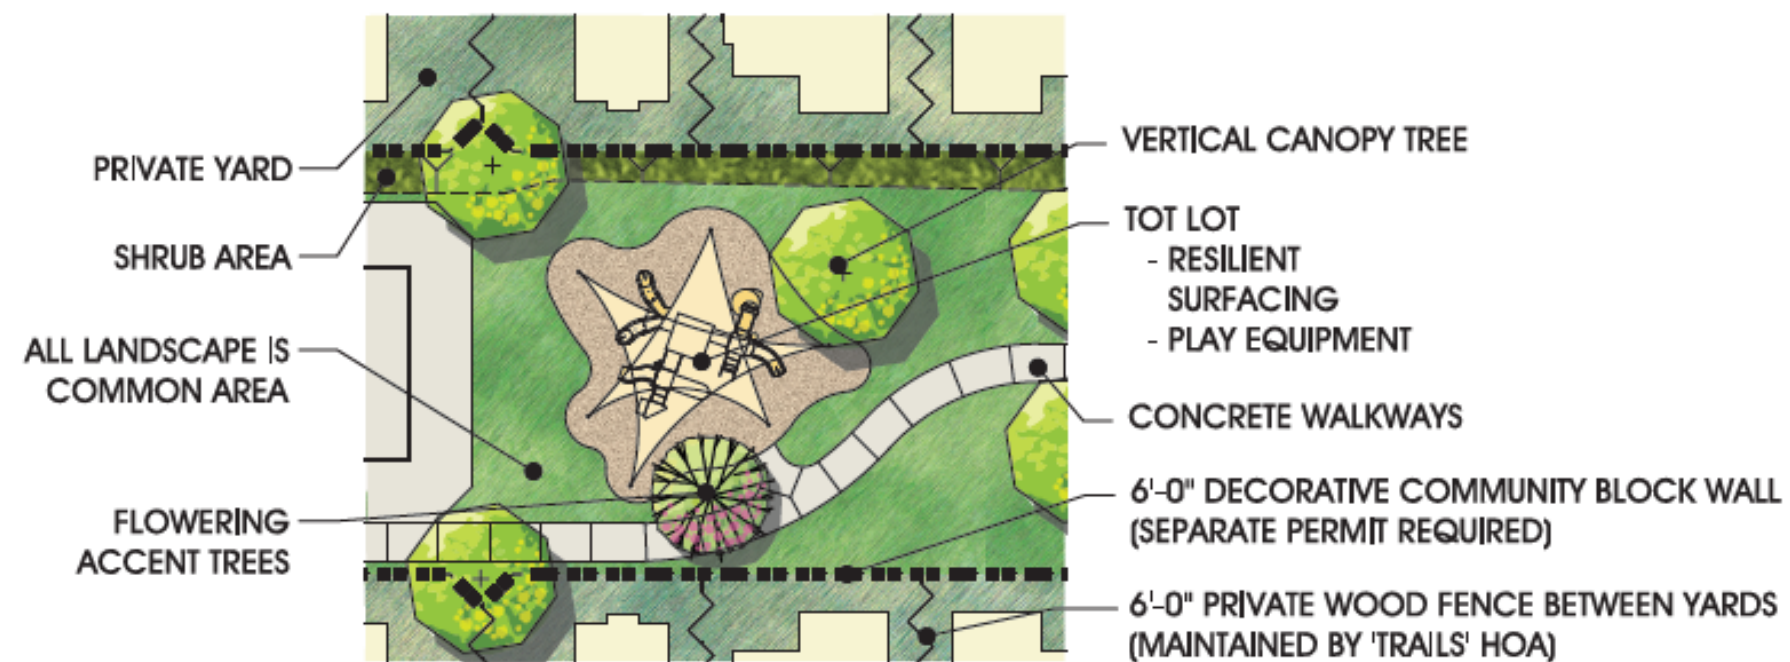 PRIVATE YARD
SHRUB AREA
ALL LANDSCAPE IS
COMMON AREA
FLOWERING
ACCENT TREES
VERTICAL CANOPY TREE
TOT LOT
- RESILIENT
SURFACING
- PLAY EQUIPMENT
CONCRETE WALKWAYS
6'-0" DECORATIVE COMMUNITY BLOCK WALL
(SEPARATE PERMIT REQUIRED)
6'-0" PRIVATE WOOD FENCE BETWEEN YARDS
(MAINTAINED BY 'TRAILS' HOA)